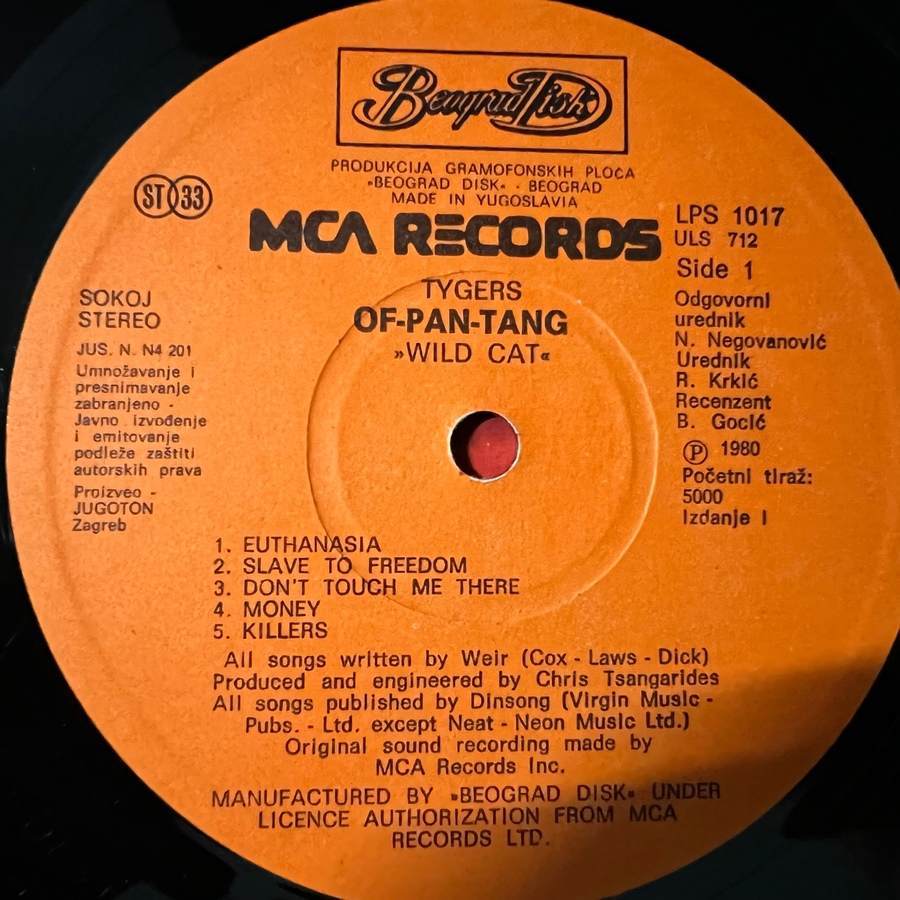 Beograd Disk
PRODUKCIJA GRAMOFONSKIH PLOČA
»BEOGRAD DISK« - BEOGRAD
MADE IN YUGOSLAVIA
ST 33
MCA RECORDS
LPS 1017
ULS 712
Side 1
TYGERS
OF-PAN-TANG
»WILD CAT«
SOKOJ
STEREO
JUS. N. N4 201
Umnožavanje i
presnimavanje
zabranjeno -
Javno izvođenje
i emitovanje
podleže zaštiti
autorskih prava
Proizveo -
JUGOTON
Zagreb
Odgovorni
urednik
N. Negovanović
Urednik
R. Krkić
Recenzent
B. Gocić
Ⓟ 1980
Početni tiraž:
5000
Izdanje I
1. EUTHANASIA
2. SLAVE TO FREEDOM
3. DON'T TOUCH ME THERE
4. MONEY
5. KILLERS
All songs written by Weir (Cox - Laws - Dick)
Produced and engineered by Chris Tsangarides
All songs published by Dinsong (Virgin Music -
Pubs. - Ltd. except Neat - Neon Music Ltd.)
Original sound recording made by
MCA Records Inc.
MANUFACTURED BY »BEOGRAD DISK« UNDER
LICENCE AUTHORIZATION FROM MCA
RECORDS LTD.